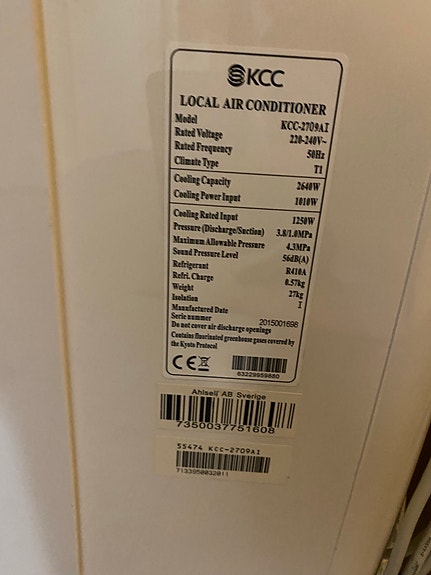 KCC
LOCAL AIR CONDITIONER
Model KCC-2709AI
Rated Voltage 220-240V~
Rated Frequency 50Hz
Climate Type T1
Cooling Capacity 2640W
Cooling Power Input 1010W
Cooling Rated Input 1250W
Pressure (Discharge/Suction) 3.8/1.0MPa
Maximum Allowable Pressure 4.3MPa
Sound Pressure Level 56dB(A)
Refrigerant R410A
Refri. Charge 0.57kg
Weight 27kg
Isolation I
Manufactured Date
Serie nummer 2015001698
Do not cover air discharge openings
Contains fluorinated greenhouse gases covered by
the Kyoto Protocol
CE
63229959880
Ahlsell AB Sverige
7350037751608
55474 KCC-2709AI
7133950032011